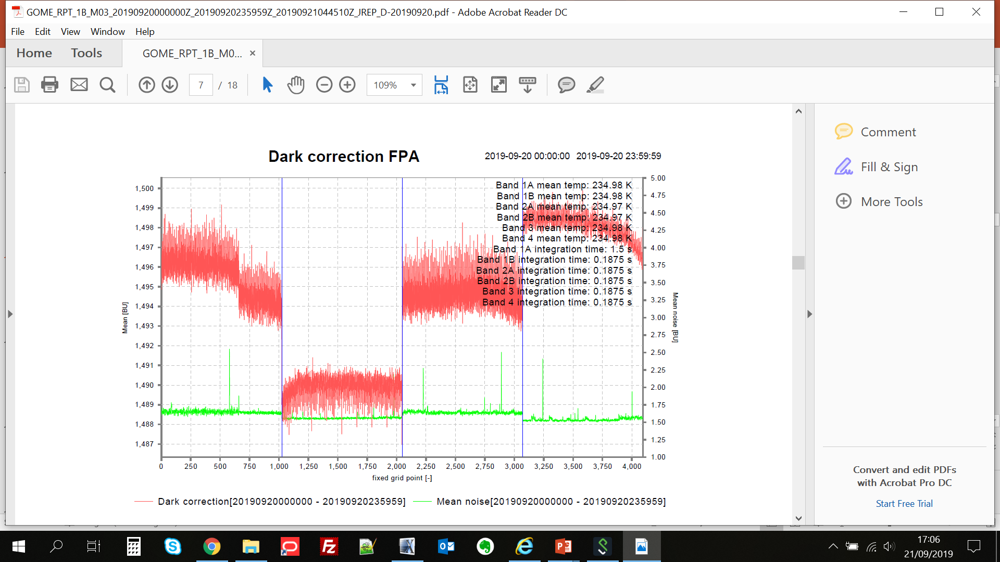 GOME_RPT_1B_M03_20190920000000Z_20190920235959Z_20190921044510Z_JREP_D-20190920.pdf - Adobe Acrobat Reader DC
File Edit View Window Help
Home Tools GOME_RPT_1B_M0... ×
7 / 18 109%
Dark correction FPA 2019-09-20 00:00:00 2019-09-20 23:59:59
Band 1A mean temp: 234.98 K
Band 1B mean temp: 234.98 K
Band 2A mean temp: 234.97 K
Band 2B mean temp: 234.97 K
Band 3 mean temp: 234.98 K
Band 4 mean temp: 234.98 K
Band 1A integration time: 1.5 s
Band 1B integration time: 0.1875 s
Band 2A integration time: 0.1875 s
Band 2B integration time: 0.1875 s
Band 3 integration time: 0.1875 s
Band 4 integration time: 0.1875 s
Mean [BU]
1,500
1,499
1,498
1,497
1,496
1,495
1,494
1,493
1,492
1,491
1,490
1,489
1,488
1,487
5.00
4.75
4.50
4.25
4.00
3.75
3.50
3.25
3.00
2.75
2.50
2.25
2.00
1.75
1.50
1.25
1.00
Mean noise [BU]
0 250 500 750 1,000 1,250 1,500 1,750 2,000 2,250 2,500 2,750 3,000 3,250 3,500 3,750 4,000
fixed grid point [-]
Dark correction[20190920000000 - 20190920235959] Mean noise[20190920000000 - 20190920235959]
Comment
Fill & Sign
More Tools
Convert and edit PDFs
with Acrobat Pro DC
Start Free Trial
17:06
21/09/2019